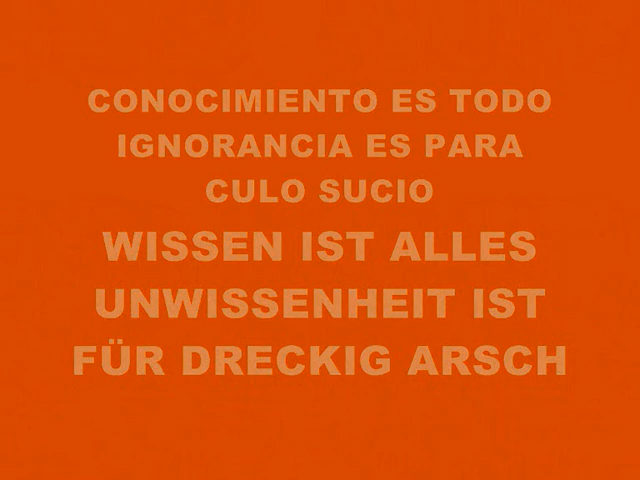 CONOCIMIENTO ES TODO
IGNORANCIA ES PARA
CULO SUCIO
WISSEN IST ALLES
UNWISSENHEIT IST
FÜR DRECKIG ARSCH